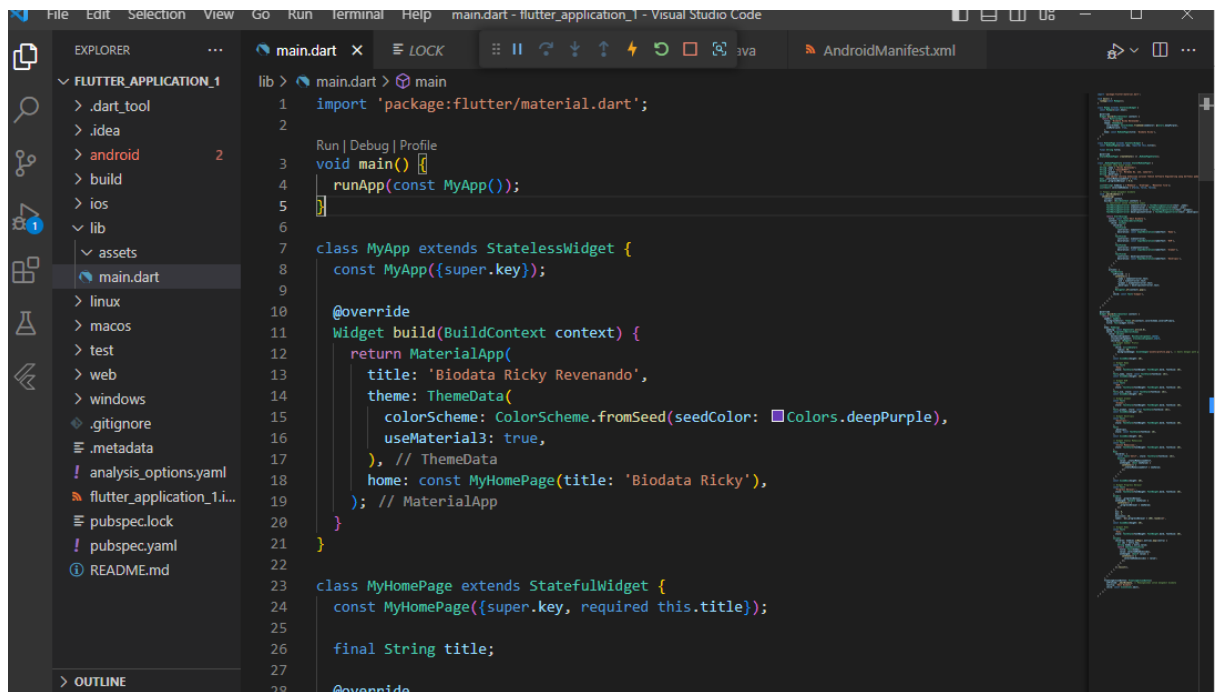 File Edit Selection View Go Run Terminal Help main.dart - flutter_application_1 - Visual Studio Code
EXPLORER ...
FLUTTER_APPLICATION_1
.dart_tool
.idea
android 2
build
ios
lib
assets
main.dart
linux
macos
test
web
windows
.gitignore
.metadata
analysis_options.yaml
flutter_application_1.i...
pubspec.lock
pubspec.yaml
README.md
OUTLINE
1
main.dart LOCK ava AndroidManifest.xml
lib > main.dart > main
1 import 'package:flutter/material.dart';
2
Run | Debug | Profile
3 void main() {
4 runApp(const MyApp());
5 }
6
7 class MyApp extends StatelessWidget {
8 const MyApp({super.key});
9
10 @override
11 Widget build(BuildContext context) {
12 return MaterialApp(
13 title: 'Biodata Ricky Revenando',
14 theme: ThemeData(
15 colorScheme: ColorScheme.fromSeed(seedColor: Colors.deepPurple),
16 useMaterial3: true,
17 ), // ThemeData
18 home: const MyHomePage(title: 'Biodata Ricky'),
19 ); // MaterialApp
20 }
21 }
22
23 class MyHomePage extends StatefulWidget {
24 const MyHomePage({super.key, required this.title});
25
26 final String title;
27
28 @override